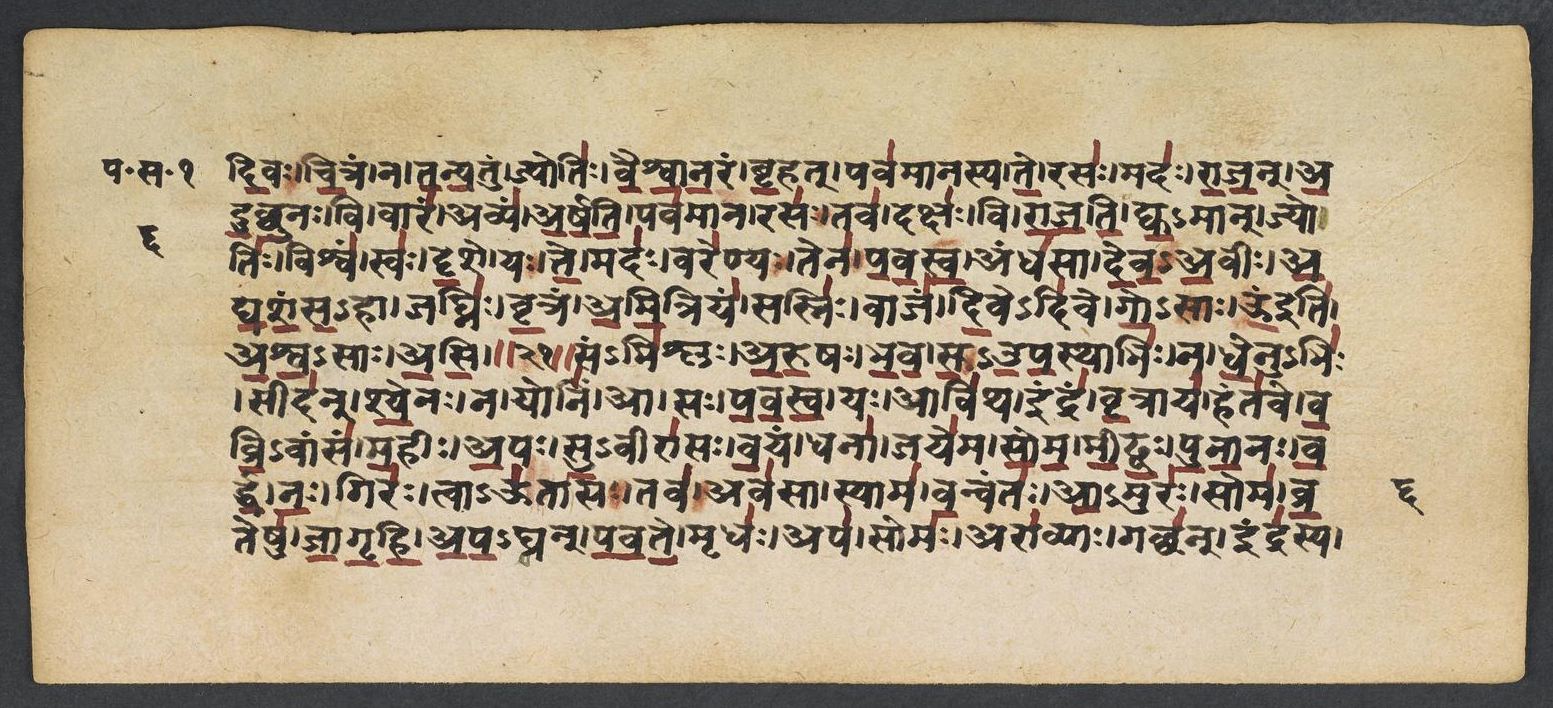 प॰स॰१ दिवः।चित्रं।न।तन्यतुं।ज्योतिः।वैश्वानरं।बृहत्।पवमानस्य।ते।रसः।मदः।राजन्।अ
दुच्छुनः।वि।वारं।अव्यं।अर्षति।पवमान।रसः।तव।दक्षः।वि।राजति।द्युऽमान्।ज्यो
६
तिः।विश्वं।स्वः।दृशे।यः।ते।मदः।वरेण्यः।तेन।पवस्व।अंधसा।देवऽअवीः।अ
घशंसऽहा।जघ्निः।वृत्रं।अमित्रियं।सस्निः।वाजं।दिवेऽदिवे।गोऽसाः।ऊं इति।
अश्वऽसाः।असि।॥२१॥संऽमिश्लः।अरुषः।भव।सुऽउपस्थाभिः।न।धेनुऽभिः
।सीदन्।श्येनः।न।योनिं।आ।सः।पवस्व।यः।आविथ।इंद्रं।वृत्राय।हंतवे।व
व्रिऽवांसं।महीः।अपः।सुऽवीरासः।वयं।धना।जयेम।सोम।मीढ्वः।पुनानः।व
र्द्ध।नः।गिरः।त्वाऽऊतासः।तव।अवसा।स्याम।वन्वंतः।आऽमुरः।सोम।व्र
६
तेषु।जागृहि।अपऽघ्नन्।पवते।मृधः।अप।सोमः।अराव्णः।गच्छन्।इंद्रस्य।